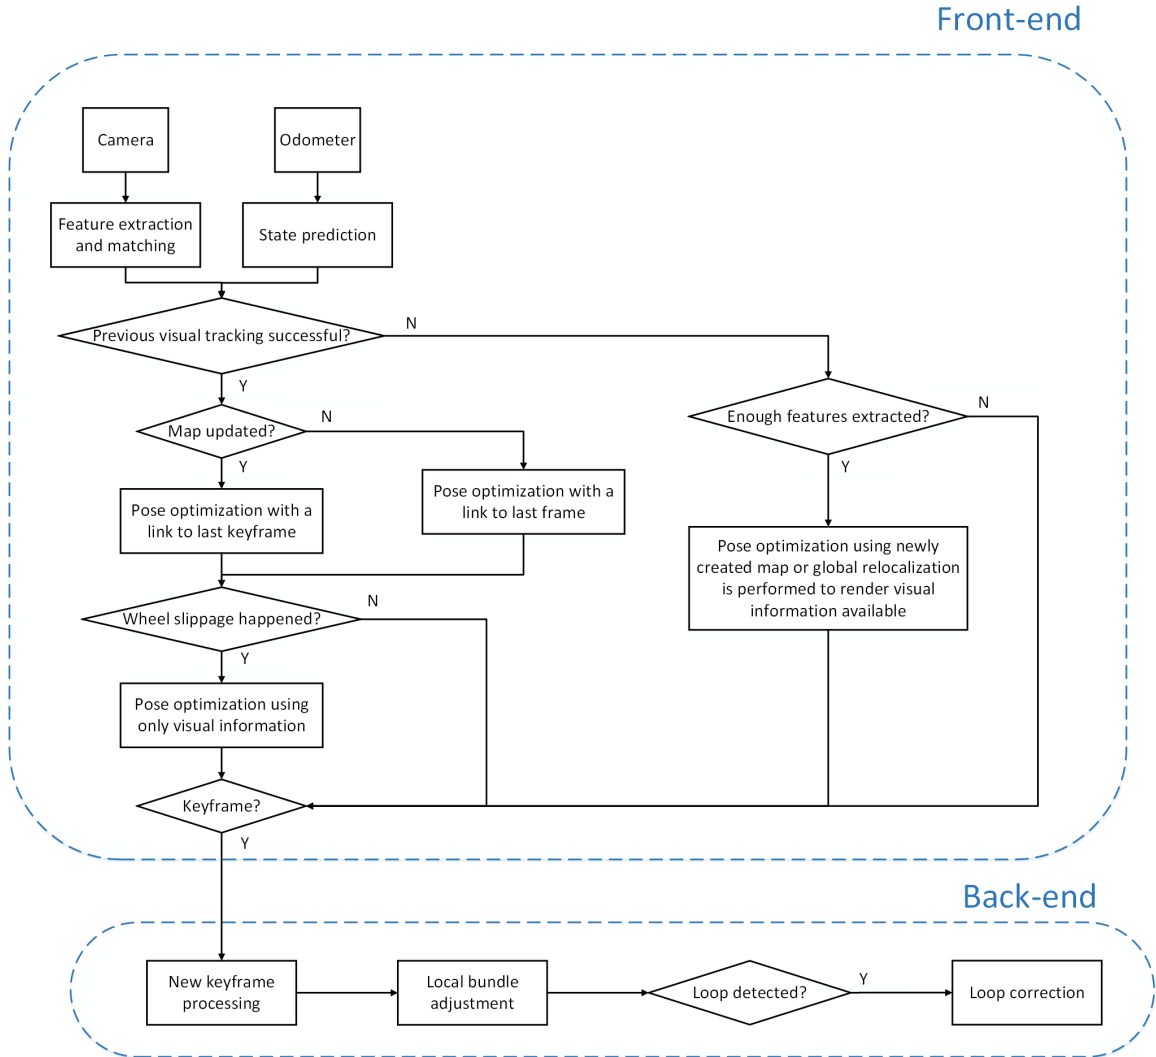 Front-end
Camera
Odometer
Feature extraction
and matching
State prediction
Previous visual tracking successful?
N
Y
Map updated?
N
Y
Enough features extracted?
N
Y
Pose optimization with a
link to last keyframe
Pose optimization with a
link to last frame
Pose optimization using newly
created map or global relocalization
is performed to render visual
information available
Wheel slippage happened?
N
Y
Pose optimization using
only visual information
Keyframe?
Y
Back-end
New keyframe
processing
Local bundle
adjustment
Loop detected?
Y
Loop correction